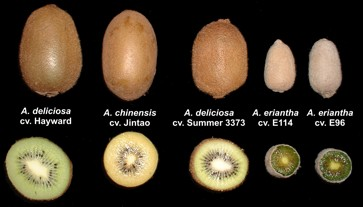 A. deliciosa
cv. Hayward
A. chinensis
cv. Jintao
A. deliciosa
cv. Summer 3373
A. eriantha
cv. E114
A. eriantha
cv. E96